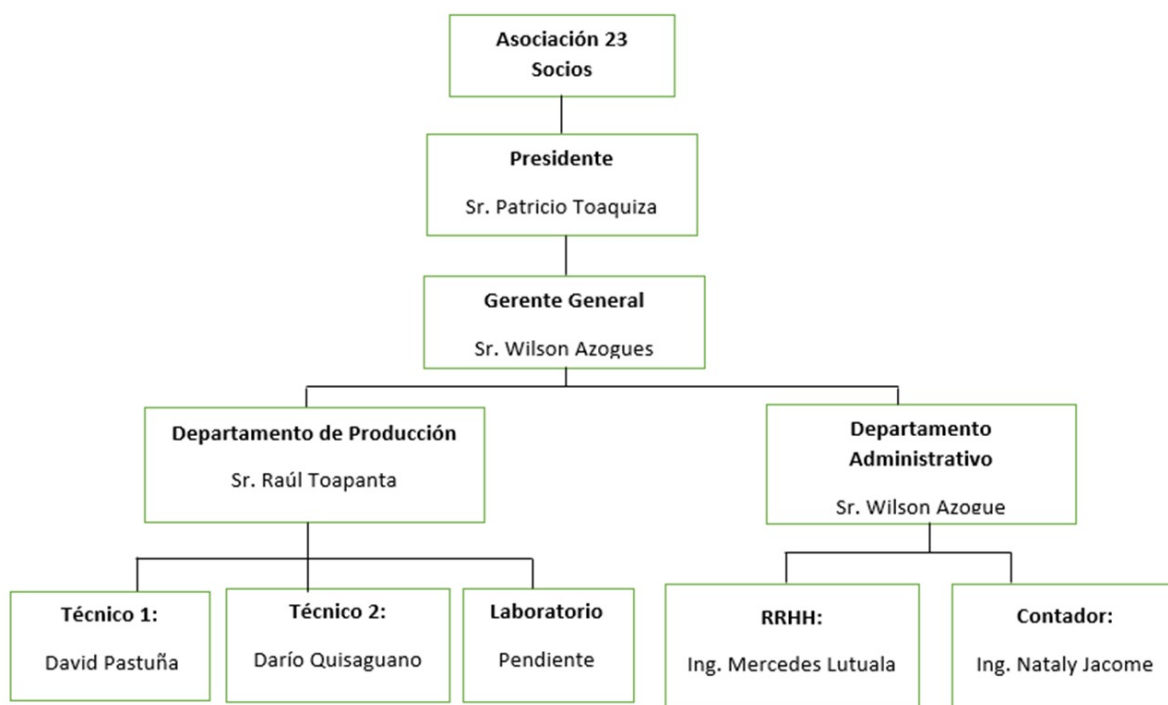 Asociación 23
Socios
Presidente
Sr. Patricio Toaquiza
Gerente General
Sr. Wilson Azogues
Departamento de Producción
Sr. Raúl Toapanta
Departamento
Administrativo
Sr. Wilson Azogue
Técnico 1:
David Pastuña
Técnico 2:
Darío Quisaguano
Laboratorio
Pendiente
RRHH:
Ing. Mercedes Lutuala
Contador:
Ing. Nataly Jacome